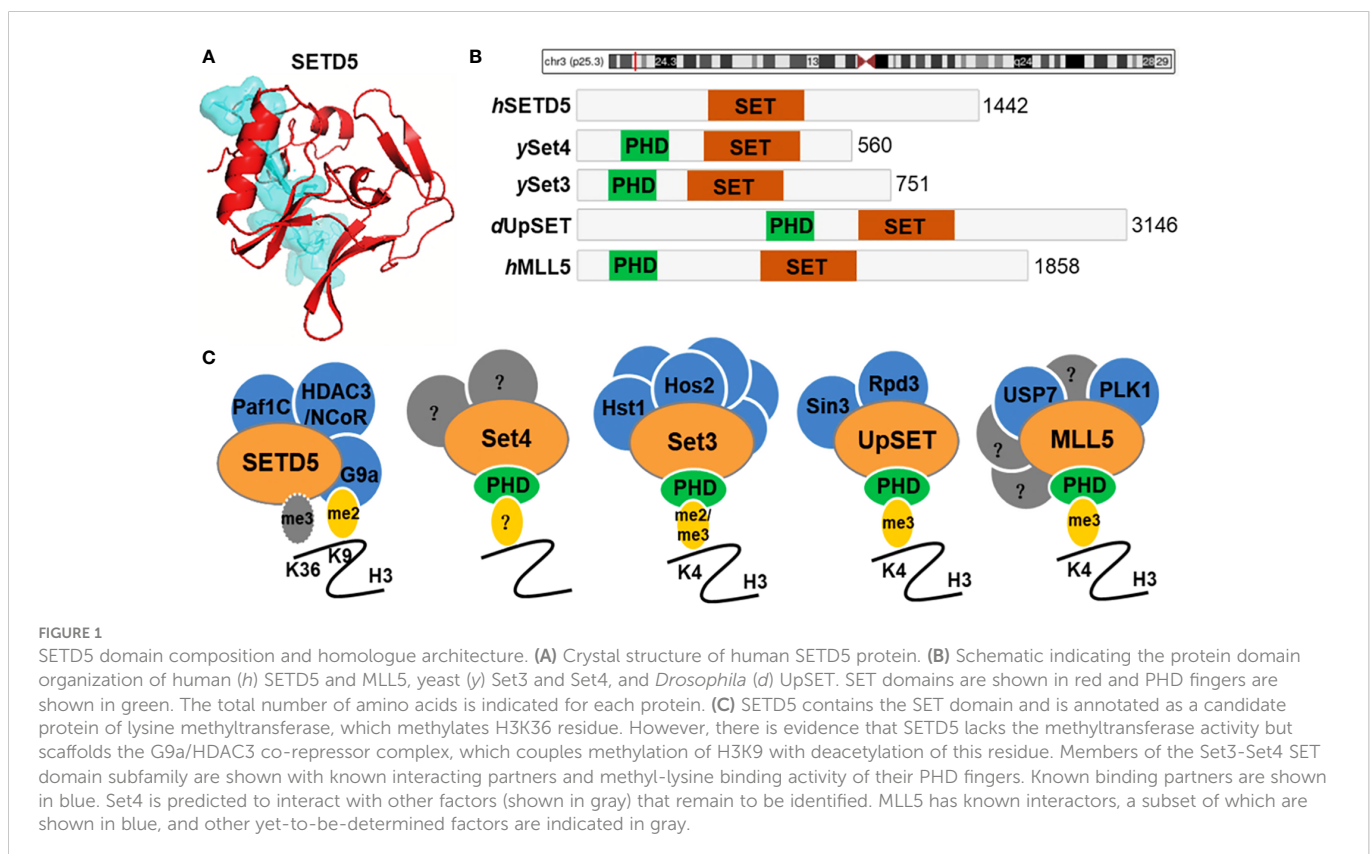 A
SETD5
B
chr3 (p25.3) 24.3 13 q24 28 29
hSETD5 SET 1442
ySet4 PHD SET 560
ySet3 PHD SET 751
dUpSET PHD SET 3146
hMLL5 PHD SET 1858
C
Paf1C
HDAC3
/NCoR
SETD5
G9a
me3
me2
K36
K9
H3
?
?
Set4
PHD
?
Hst1
Hos2
Set3
PHD
me2/
me3
K4
H3
Sin3
Rpd3
UpSET
PHD
me3
K4
H3
USP7
?
PLK1
?
?
MLL5
PHD
me3
K4
H3
FIGURE 1
SETD5 domain composition and homologue architecture. (A) Crystal structure of human SETD5 protein. (B) Schematic indicating the protein domain
organization of human (h) SETD5 and MLL5, yeast (y) Set3 and Set4, and Drosophila (d) UpSET. SET domains are shown in red and PHD fingers are
shown in green. The total number of amino acids is indicated for each protein. (C) SETD5 contains the SET domain and is annotated as a candidate
protein of lysine methyltransferase, which methylates H3K36 residue. However, there is evidence that SETD5 lacks the methyltransferase activity but
scaffolds the G9a/HDAC3 co-repressor complex, which couples methylation of H3K9 with deacetylation of this residue. Members of the Set3-Set4 SET
domain subfamily are shown with known interacting partners and methyl-lysine binding activity of their PHD fingers. Known binding partners are shown
in blue. Set4 is predicted to interact with other factors (shown in gray) that remain to be identified. MLL5 has known interactors, a subset of which are
shown in blue, and other yet-to-be-determined factors are indicated in gray.